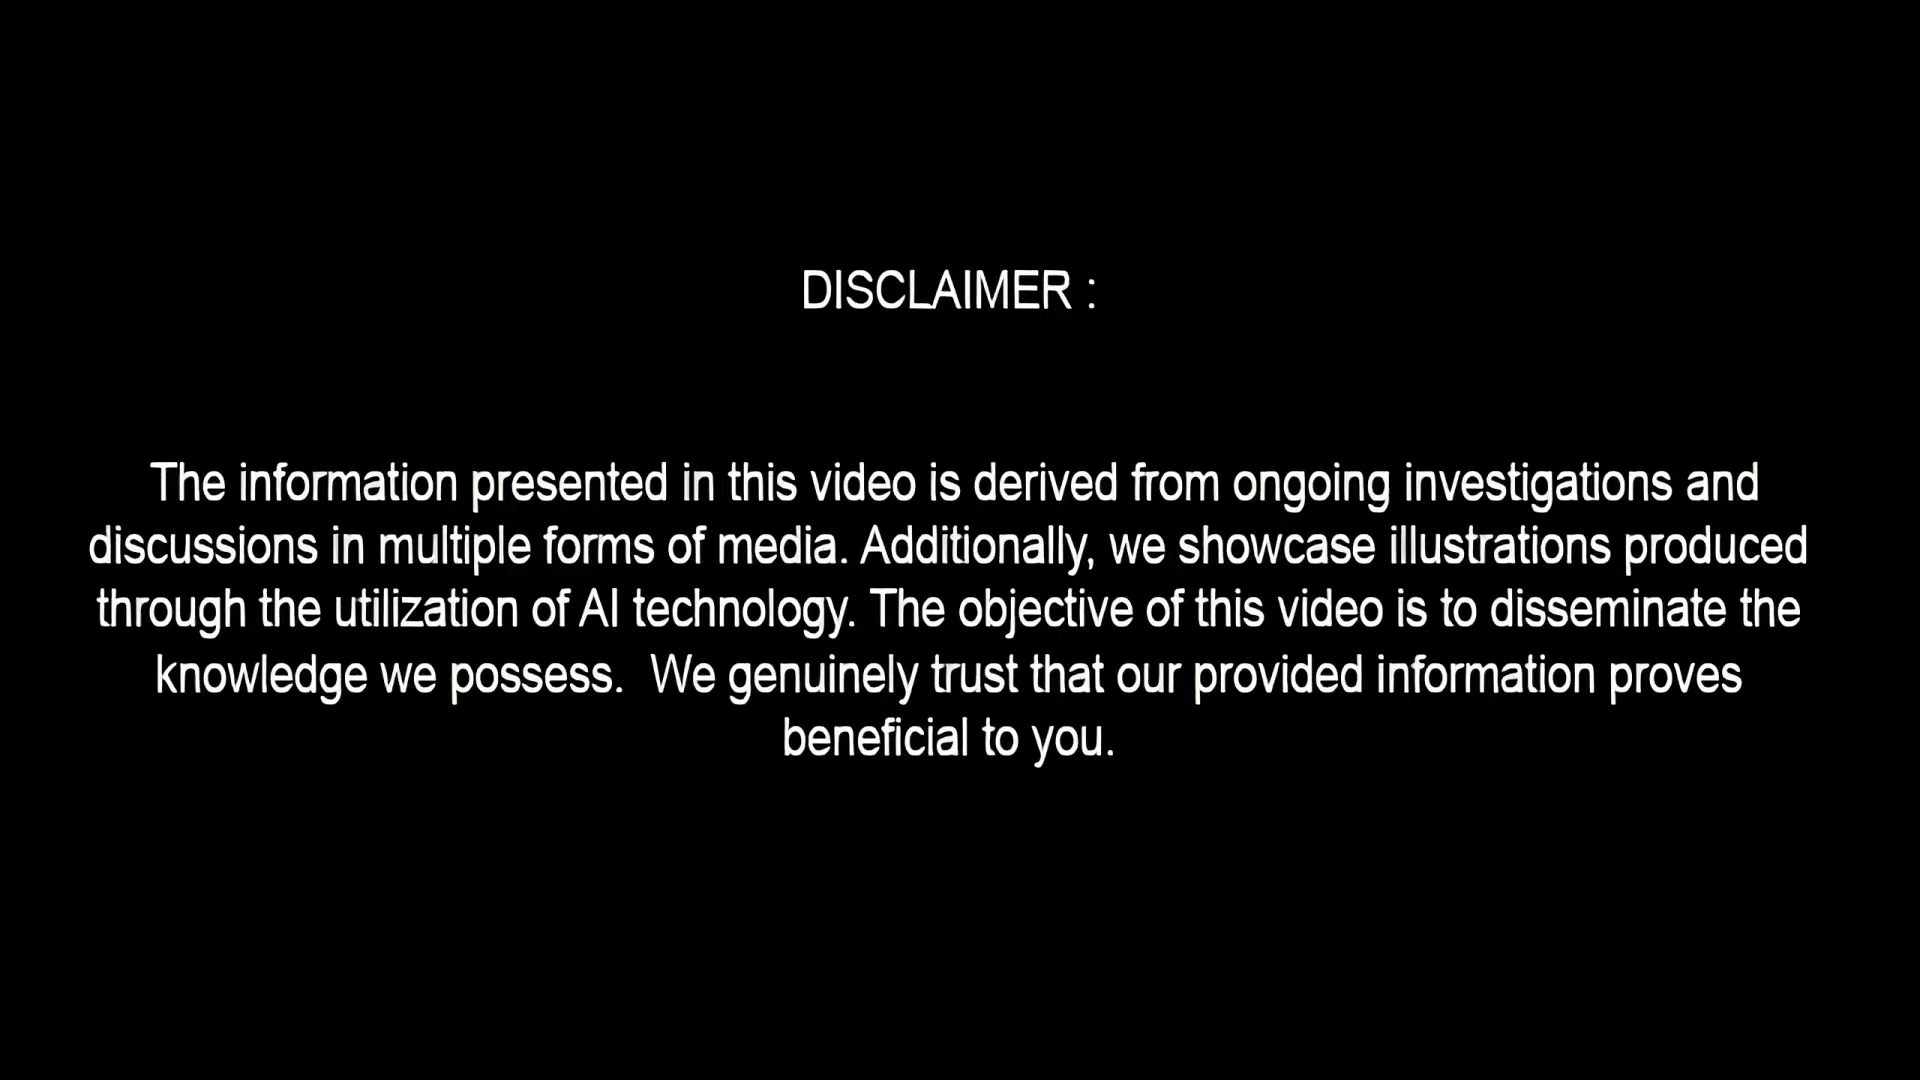 DISCLAIMER :
The information presented in this video is derived from ongoing investigations and
discussions in multiple forms of media. Additionally, we showcase illustrations produced
through the utilization of AI technology. The objective of this video is to disseminate the
knowledge we possess.  We genuinely trust that our provided information proves
beneficial to you.